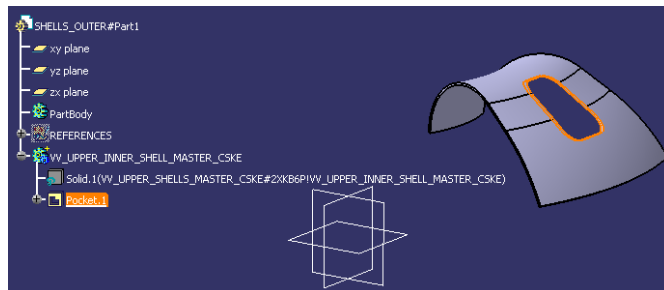 SHELLS_OUTER#Part1
xy plane
yz plane
zx plane
PartBody
REFERENCES
VV_UPPER_INNER_SHELL_MASTER_CSKE
Solid.1(VV_UPPER_SHELLS_MASTER_CSKE#2XKB6P!VV_UPPER_INNER_SHELL_MASTER_CSKE)
Pocket.1